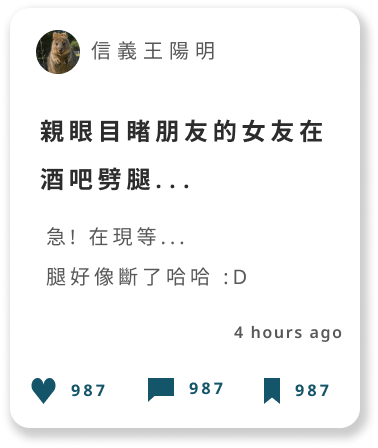 信義王陽明
親眼目睹朋友的女友在
酒吧劈腿...
急! 在現等...
腿好像斷了哈哈 :D
4 hours ago
987 987 987